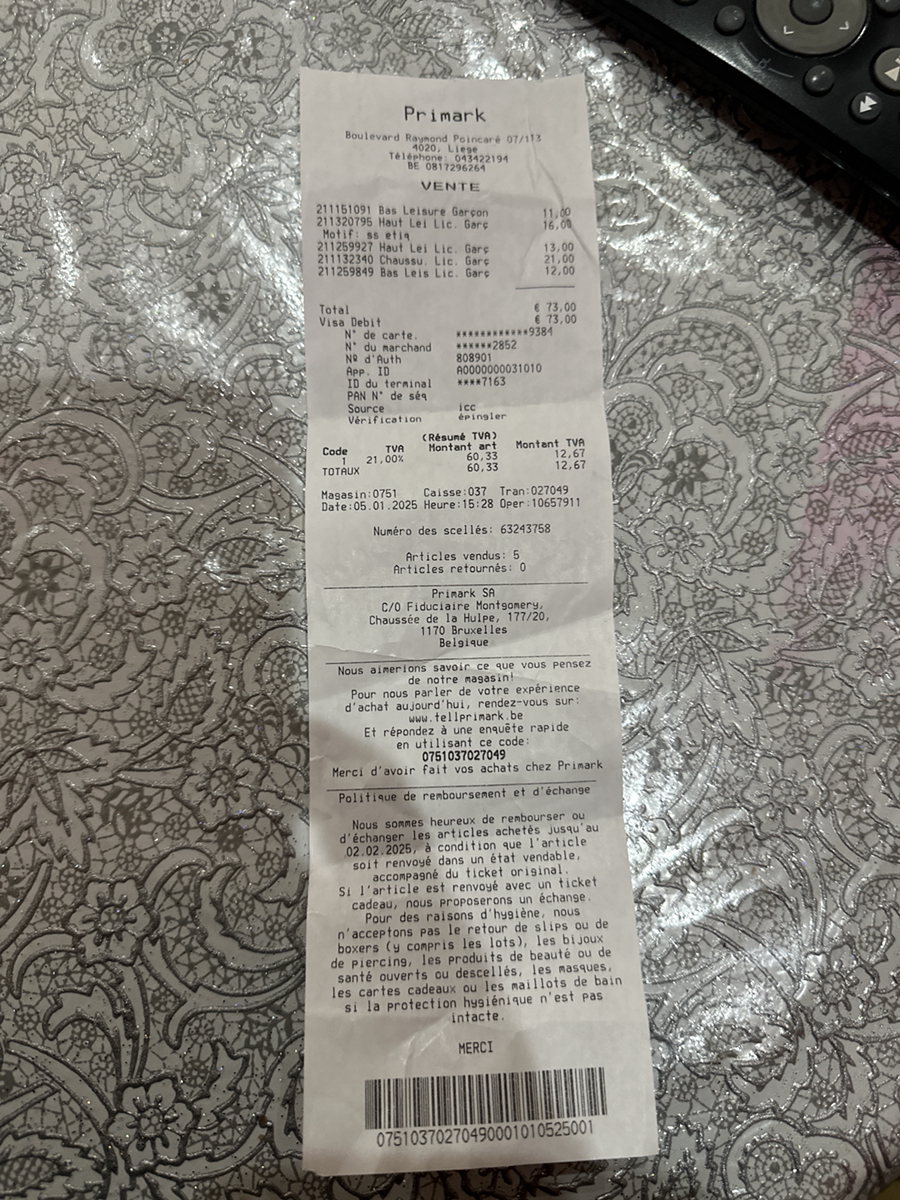 Primark
Boulevard Raymond Poincaré 07/113
4020, Liege
Téléphone: 043422194
BE 0817296264
VENTE
211151091 Bas Leisure Garçon 11,00
211320795 Haut Lei Lic. Garç 16,00
Motif: ss etiq
211259927 Haut Lei Lic. Garç 13,00
211132340 Chaussu. Lic. Garç 21,00
211259849 Bas Leis Lic. Garç 12,00
Total € 73,00
Visa Debit € 73,00
N° de carte. ************9384
N° du marchand ******2852
Nº d'Auth 808901
App. ID A0000000031010
ID du terminal ****7163
PAN N° de séq
Source icc
Vérification épingler
(Résumé TVA)
Code TVA Montant art Montant TVA
1 21,00% 60,33 12,67
TOTAUX 60,33 12,67
Magasin:0751 Caisse:037 Tran:027049
Date:05.01.2025 Heure:15:28 Oper:10657911
Numéro des scellés: 63243758
Articles vendus: 5
Articles retournés: 0
Primark SA
C/O Fiduciaire Montgomery,
Chaussée de la Hulpe, 177/20,
1170 Bruxelles
Belgique
Nous aimerions savoir ce que vous pensez
de notre magasin!
Pour nous parler de votre expérience
d'achat aujourd'hui, rendez-vous sur:
www.tellprimark.be
Et répondez à une enquête rapide
en utilisant ce code:
0751037027049
Merci d'avoir fait vos achats chez Primark
Politique de remboursement et d'échange
Nous sommes heureux de rembourser ou
d'échanger les articles achetés jusqu'au
02.02.2025, à condition que l'article
soit renvoyé dans un état vendable,
accompagné du ticket original.
Si l'article est renvoyé avec un ticket
cadeau, nous proposerons un échange.
Pour des raisons d'hygiène, nous
n'acceptons pas le retour de slips ou de
boxers (y compris les lots), les bijoux
de piercing, les produits de beauté ou de
santé ouverts ou descellés, les masques,
les cartes cadeaux ou les maillots de bain
si la protection hygiénique n'est pas
intacte.
MERCI
07510370270490001010525001